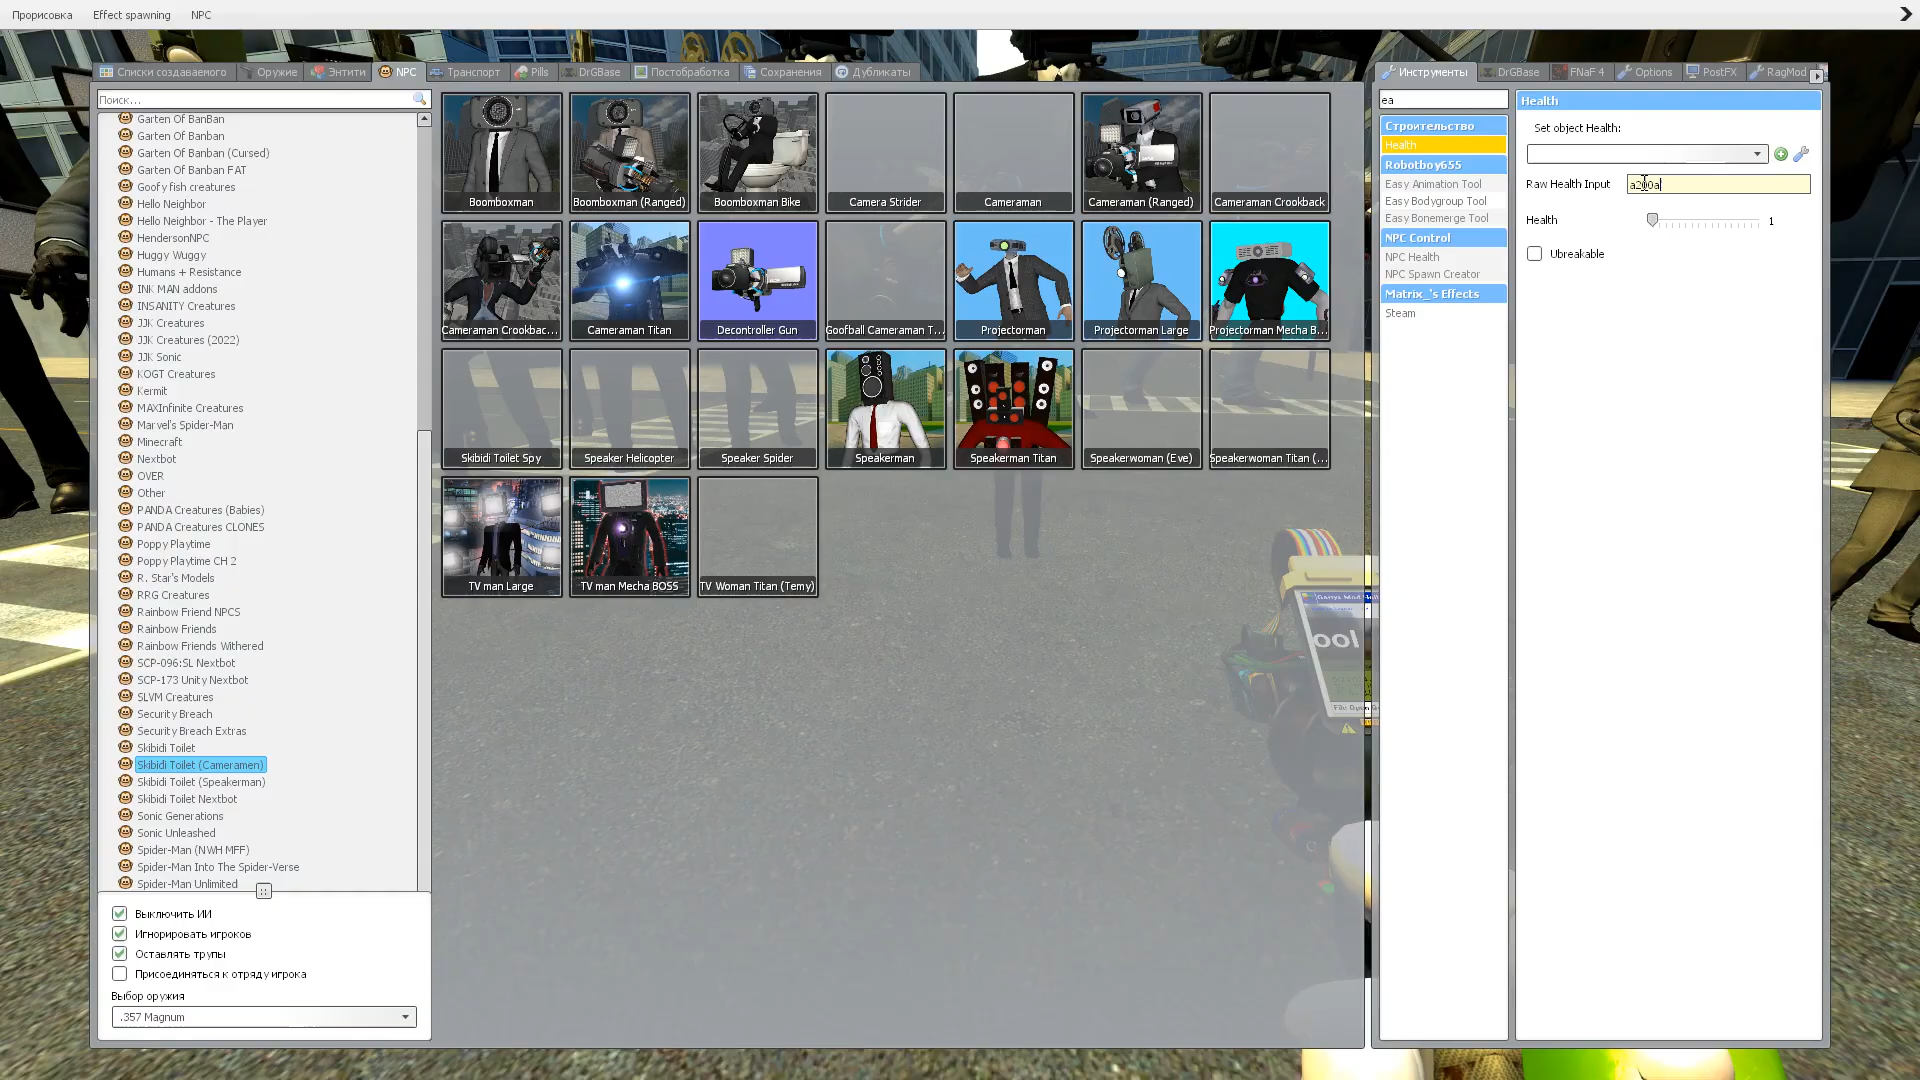 Прорисовка Effect spawning NPC
Списки создаваемого Оружие Энтити NPC Транспорт Pills DrGBase Постобработка Сохранения Дубликаты
Поиск...
Garten Of BanBan
Garten Of Banban
Garten Of Banban (Cursed)
Garten Of Banban FAT
Goofy fish creatures
Hello Neighbor
Hello Neighbor - The Player
HendersonNPC
Huggy Wuggy
Humans + Resistance
INK MAN addons
INSANITY Creatures
JJK Creatures
JJK Creatures (2022)
JJK Sonic
KOGT Creatures
Kermit
MAXInfinite Creatures
Marvel's Spider-Man
Minecraft
Nextbot
OVER
Other
PANDA Creatures (Babies)
PANDA Creatures CLONES
Poppy Playtime
Poppy Playtime CH 2
R. Star's Models
RRG Creatures
Rainbow Friend NPCS
Rainbow Friends
Rainbow Friends Withered
SCP-096:SL Nextbot
SCP-173 Unity Nextbot
SLVM Creatures
Security Breach
Security Breach Extras
Skibidi Toilet
Skibidi Toilet (Cameramen)
Skibidi Toilet (Speakerman)
Skibidi Toilet Nextbot
Sonic Generations
Sonic Unleashed
Spider-Man (NWH MFF)
Spider-Man Into The Spider-Verse
Spider-Man Unlimited
Выключить ИИ
Игнорировать игроков
Оставлять трупы
Присоединяться к отряду игрока
Выбор оружия
.357 Magnum
Boomboxman Boomboxman (Ranged) Boomboxman Bike Camera Strider Cameraman Cameraman (Ranged) Cameraman Crookback
Cameraman Crookbac... Cameraman Titan Decontroller Gun Goofball Cameraman T... Projectorman Projectorman Large Projectorman Mecha B...
Skibidi Toilet Spy Speaker Helicopter Speaker Spider Speakerman Speakerman Titan Speakerwoman (Eve) Speakerwoman Titan (...
TV man Large TV man Mecha BOSS TV Woman Titan (Temy)
Инструменты DrGBase FNaF 4 Options PostFX RagMod
ea
Строительство
Health
Robotboy655
Easy Animation Tool
Easy Bodygroup Tool
Easy Bonemerge Tool
NPC Control
NPC Health
NPC Spawn Creator
Matrix_'s Effects
Steam
Health
Set object Health:
Raw Health Input a200a
Health 1
Ubreakable